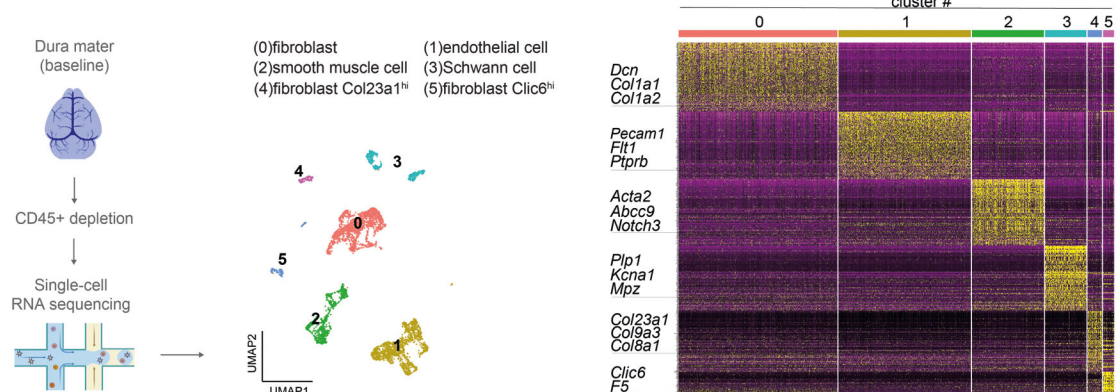 Dura mater
(baseline)
CD45+ depletion
Single-cell
RNA sequencing
(0)fibroblast
(1)endothelial cell
(2)smooth muscle cell
(3)Schwann cell
(4)fibroblast Col23a1hi
(5)fibroblast Clic6hi
4
3
0
5
2
1
UMAP2
UMAP1
cluster #
0
1
2
3
4
5
Dcn
Col1a1
Col1a2
Pecam1
Flt1
Ptprb
Acta2
Abcc9
Notch3
Plp1
Kcna1
Mpz
Col23a1
Col9a3
Col8a1
Clic6
F5